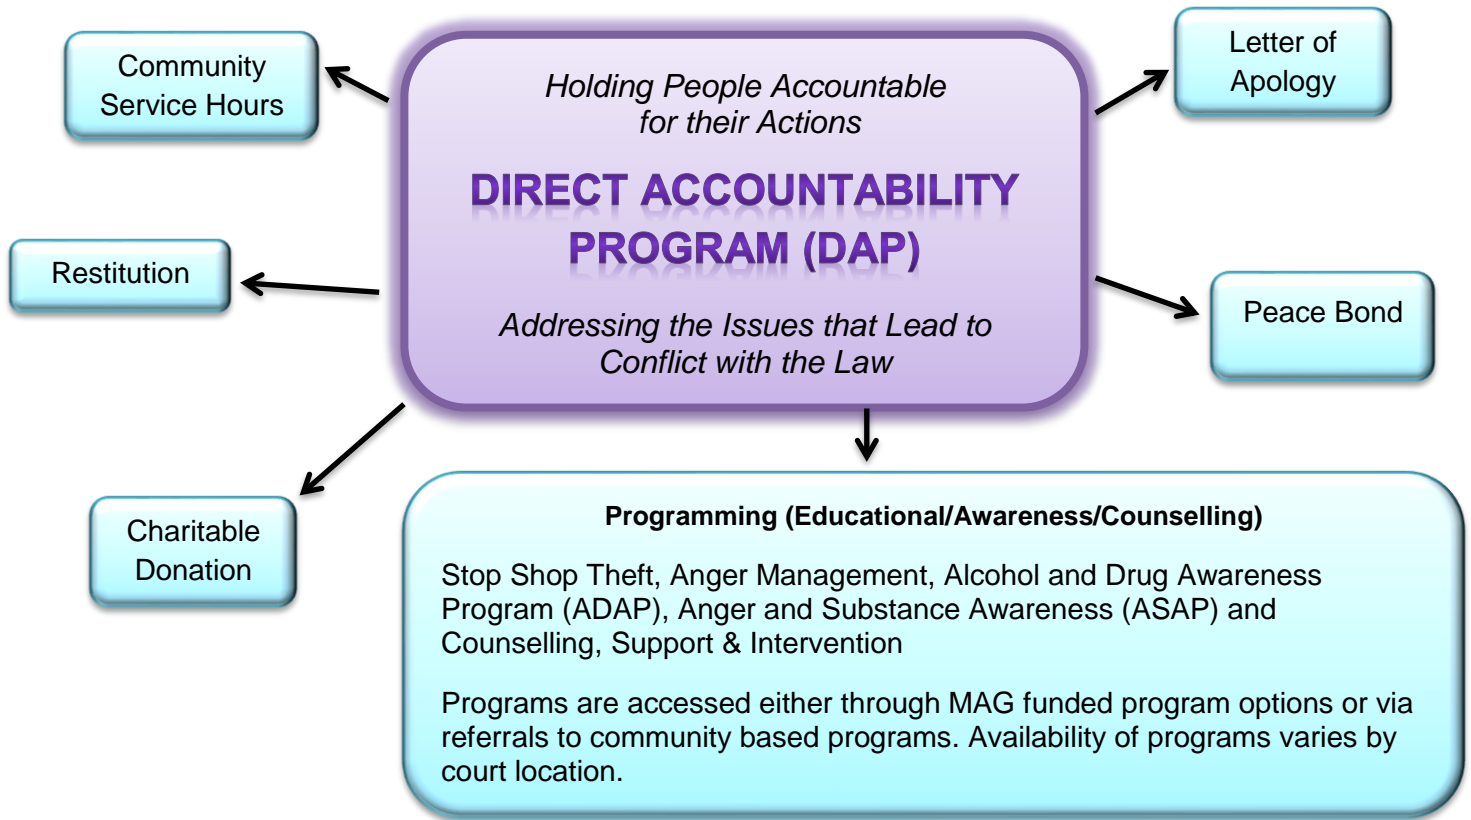 Community
Service Hours
Holding People Accountable
for their Actions
Letter of
Apology
DIRECT ACCOUNTABILITY
PROGRAM (DAP)
Restitution
Addressing the Issues that Lead to
Conflict with the Law
Peace Bond
Charitable
Donation
Programming (Educational/Awareness/Counselling)
Stop Shop Theft, Anger Management, Alcohol and Drug Awareness
Program (ADAP), Anger and Substance Awareness (ASAP) and
Counselling, Support & Intervention
Programs are accessed either through MAG funded program options or via
referrals to community based programs. Availability of programs varies by
court location.